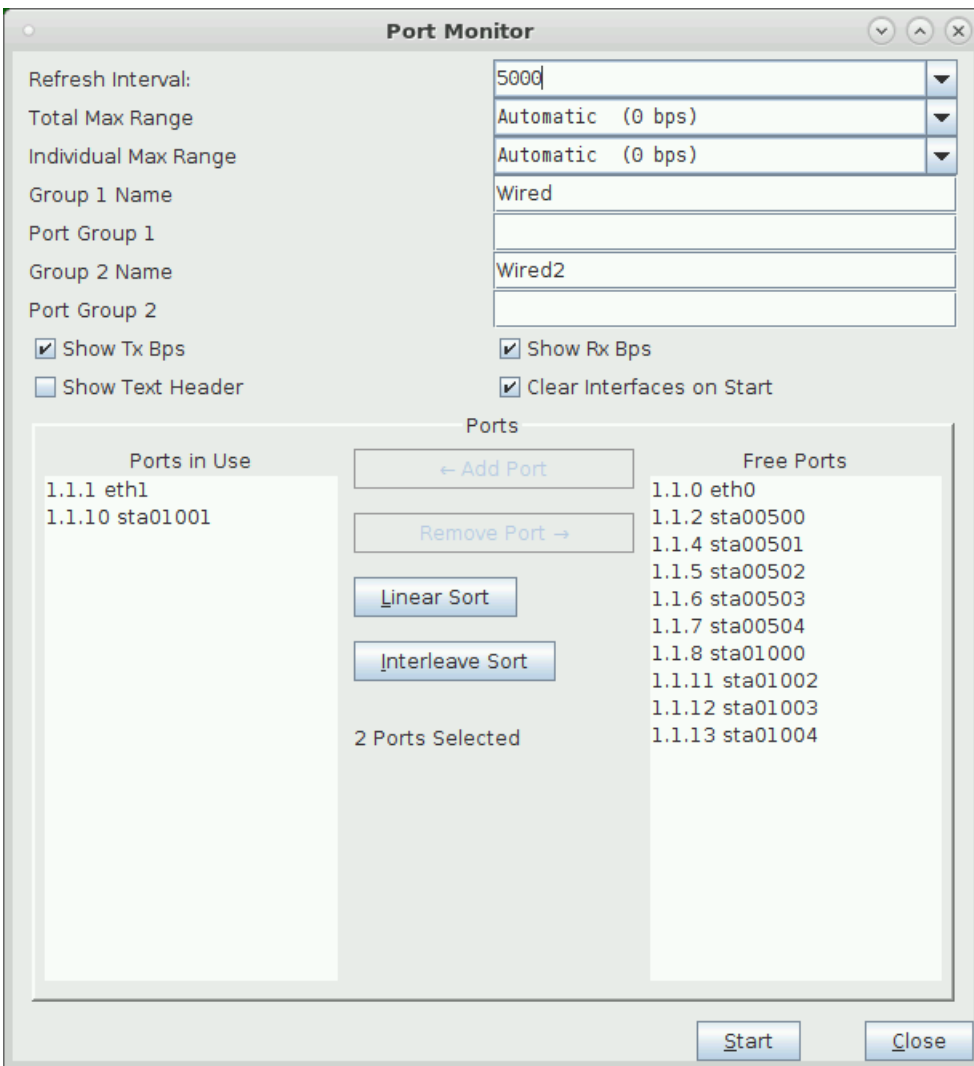 Port Monitor
Refresh Interval: 5000
Total Max Range Automatic (0 bps)
Individual Max Range Automatic (0 bps)
Group 1 Name Wired
Port Group 1
Group 2 Name Wired2
Port Group 2
Show Tx Bps Show Rx Bps
Show Text Header Clear Interfaces on Start
Ports
Ports in Use
1.1.1 eth1
1.1.10 sta01001
← Add Port
Remove Port →
Linear Sort
Interleave Sort
2 Ports Selected
Free Ports
1.1.0 eth0
1.1.2 sta00500
1.1.4 sta00501
1.1.5 sta00502
1.1.6 sta00503
1.1.7 sta00504
1.1.8 sta01000
1.1.11 sta01002
1.1.12 sta01003
1.1.13 sta01004
Start Close